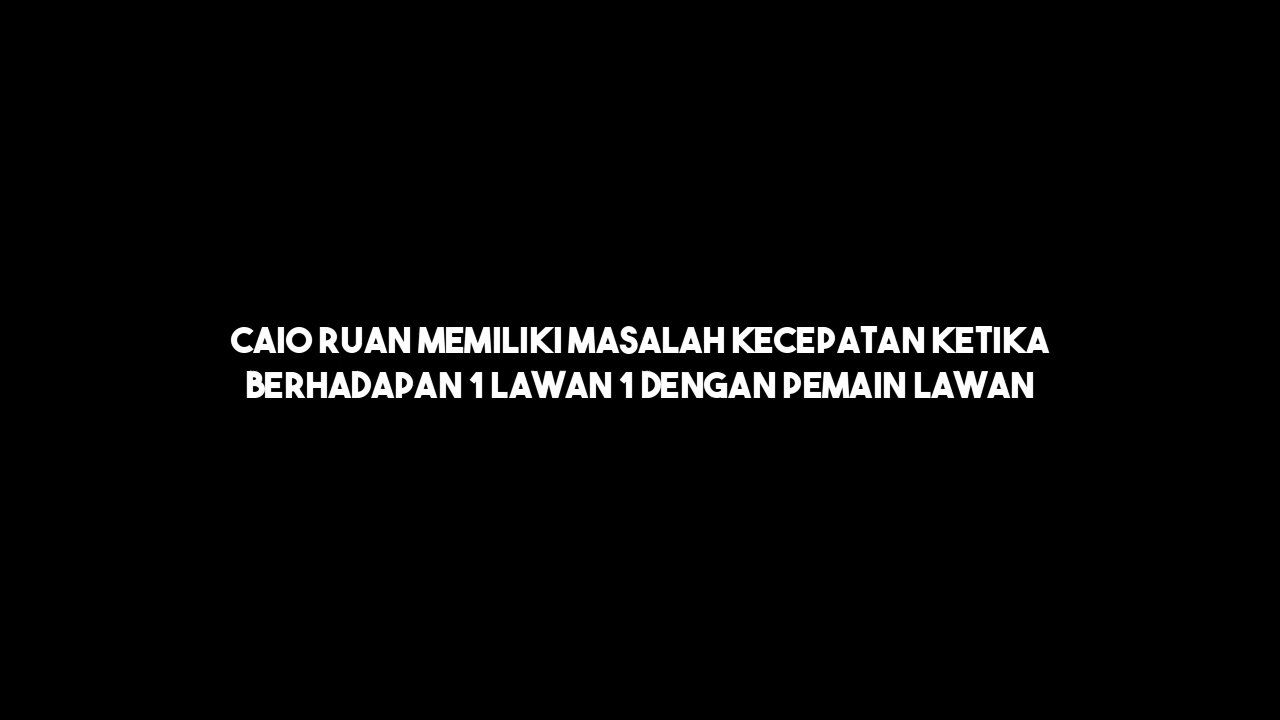 CAIO RUAN MEMILIKI MASALAH KECEPATAN KETIKA
BERHADAPAN 1 LAWAN 1 DENGAN PEMAIN LAWAN